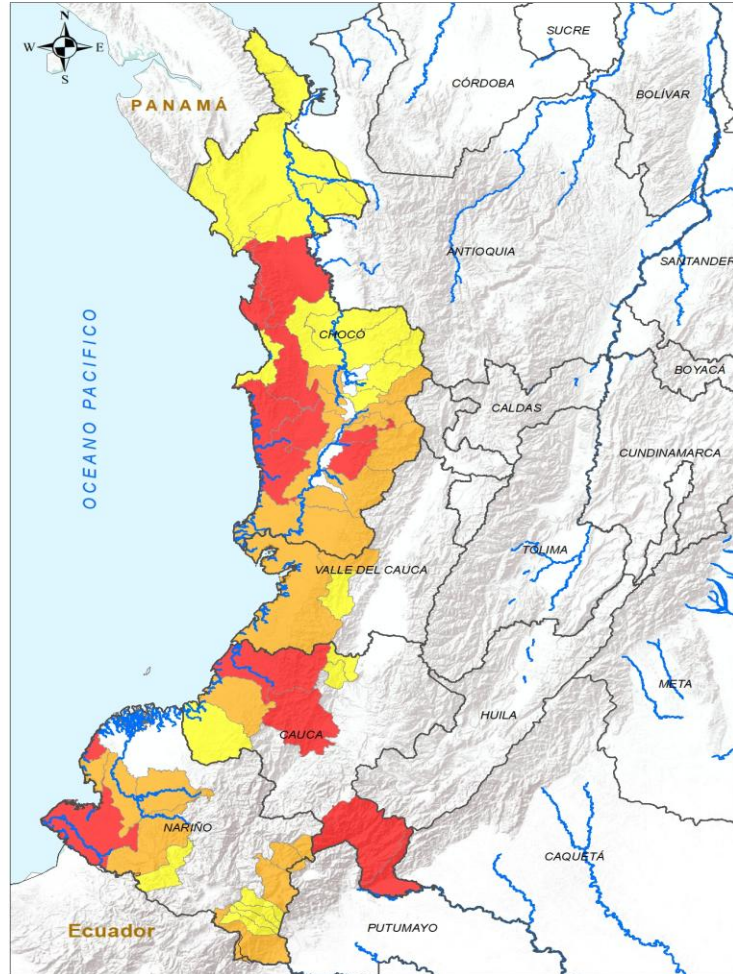 N
W E
S
PANAMÁ
SUCRE
CÓRDOBA
BOLÍVAR
ANTIOQUIA
SANTANDER
OCEANO PACIFICO
CHOCÓ
BOYACÁ
CALDAS
CUNDINAMARCA
TOLIMA
VALLE DEL CAUCA
META
HUILA
CAUCA
NARIÑO
CAQUETÁ
PUTUMAYO
Ecuador